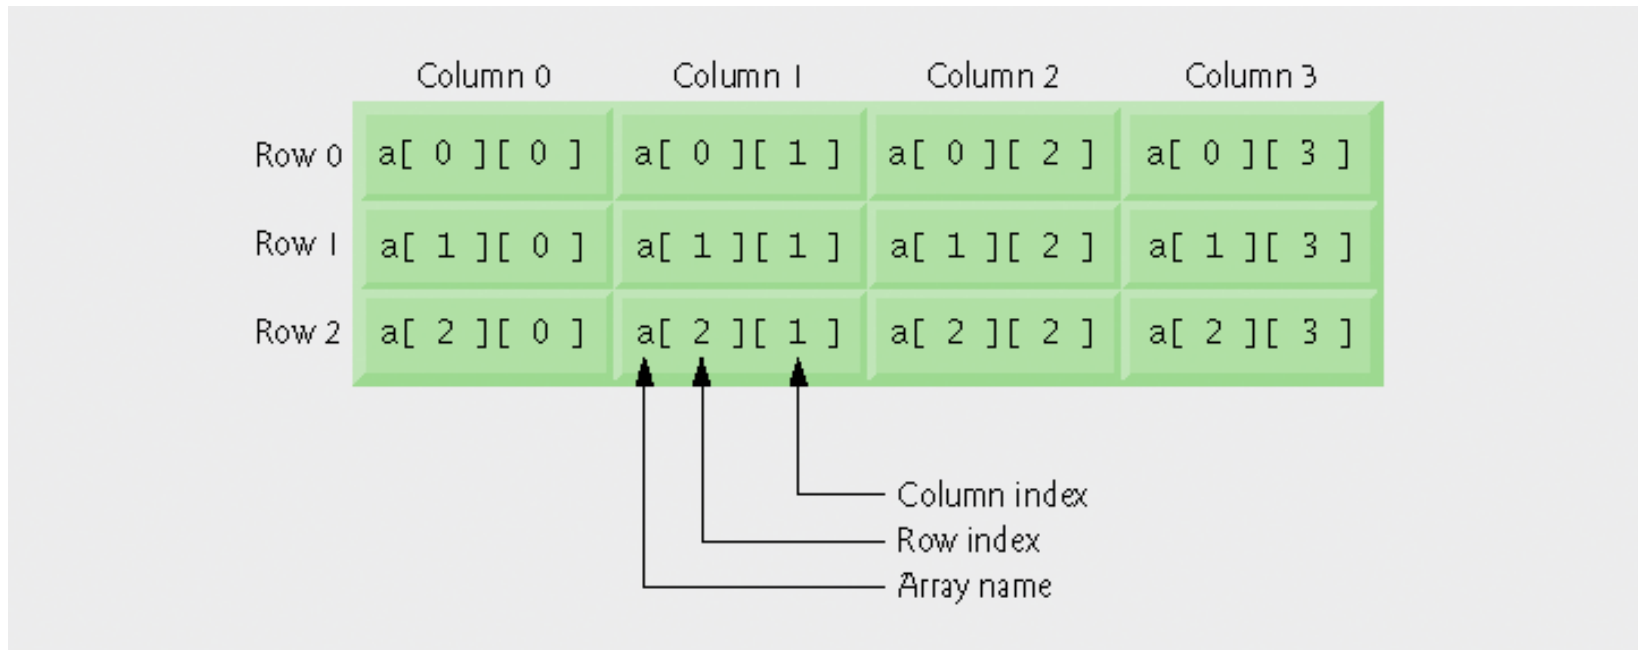 Column 0 Column 1 Column 2 Column 3
Row 0 a[ 0 ][ 0 ] a[ 0 ][ 1 ] a[ 0 ][ 2 ] a[ 0 ][ 3 ]
Row 1 a[ 1 ][ 0 ] a[ 1 ][ 1 ] a[ 1 ][ 2 ] a[ 1 ][ 3 ]
Row 2 a[ 2 ][ 0 ] a[ 2 ][ 1 ] a[ 2 ][ 2 ] a[ 2 ][ 3 ]
Column index
Row index
Array name